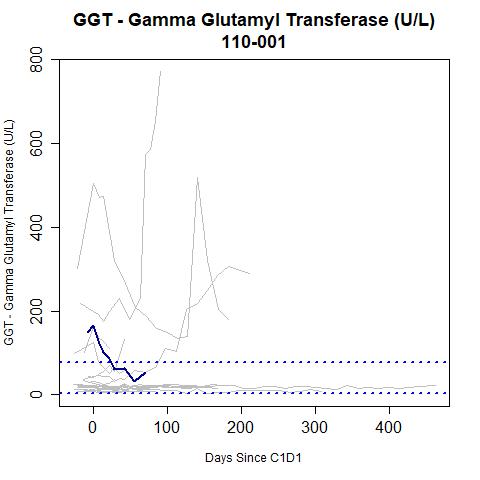 GGT - Gamma Glutamyl Transferase (U/L)
110-001
GGT - Gamma Glutamyl Transferase (U/L)
800
600
400
200
0
0 100 200 300 400
Days Since C1D1